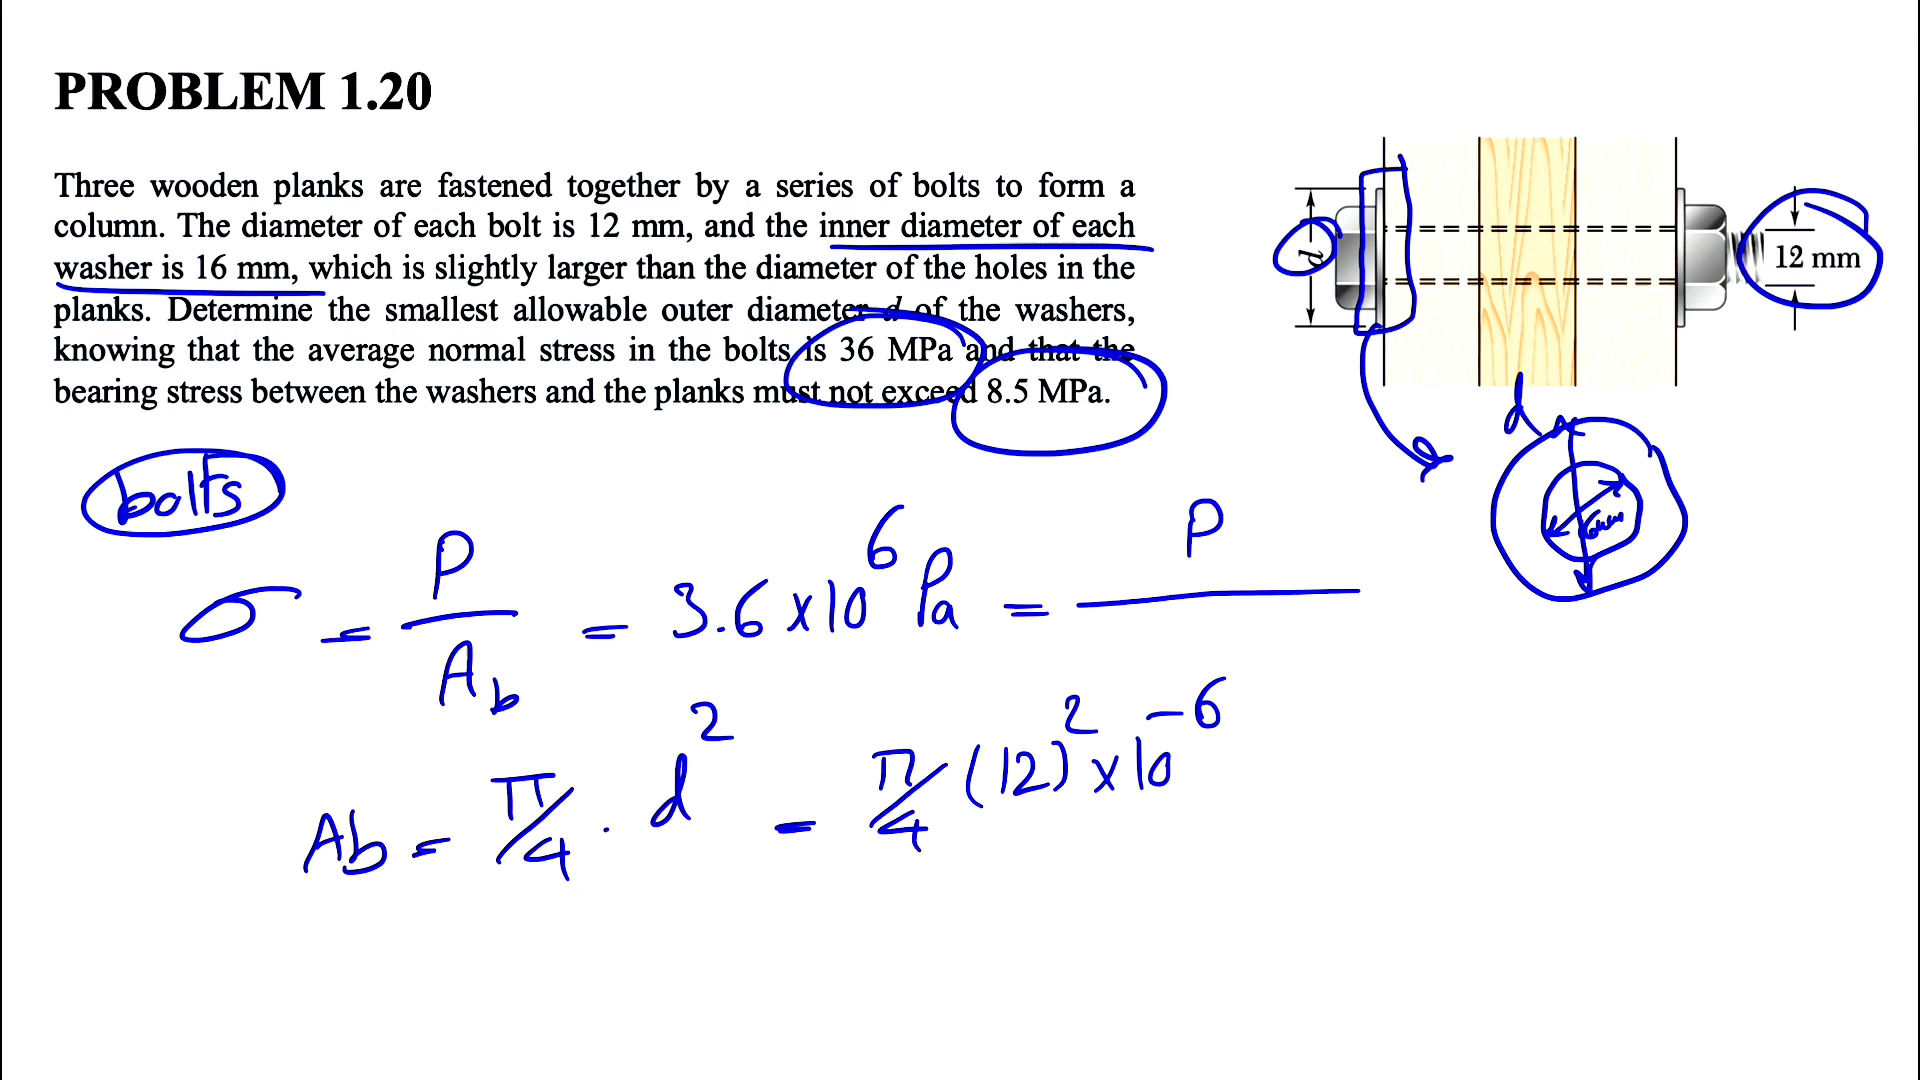 PROBLEM 1.20
Three wooden planks are fastened together by a series of bolts to form a
column. The diameter of each bolt is 12 mm, and the inner diameter of each
washer is 16 mm, which is slightly larger than the diameter of the holes in the
planks. Determine the smallest allowable outer diameter d of the washers,
knowing that the average normal stress in the bolts is 36 MPa and that the
bearing stress between the washers and the planks must not exceed 8.5 MPa.
d
12 mm
d
bolts
σ = P/A_b = 3.6 x 10^6 Pa = P
Ab = π/4 . d^2 = π/4 (12)^2 x 10^-6